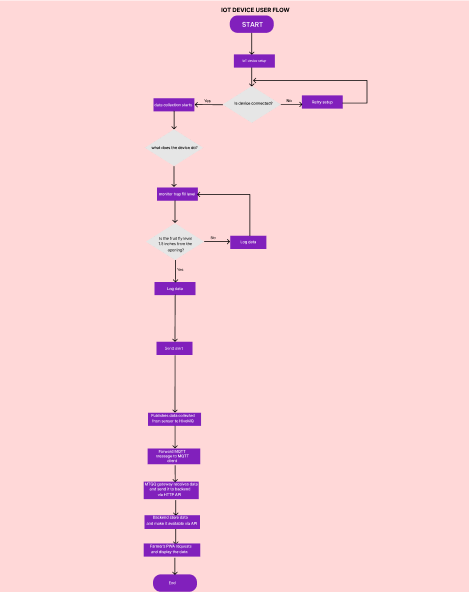 IOT DEVICE USER FLOW
START
IoT device setup
Is device connected?
No
Retry setup
Yes
data collection starts
what does the device do?
monitor trap fill level
Is the fruit fly level
1.5 inches from the
opening?
No
Log data
Yes
Log data
Send alert
Publishes data collected
from sensor to HiveMQ
Forward MQTT
message to MQTT
client
gateway receives data
and send it to backend
via HTTP API
Backend store data
and make it available via API
Farmers PWA requests
and display the data
End